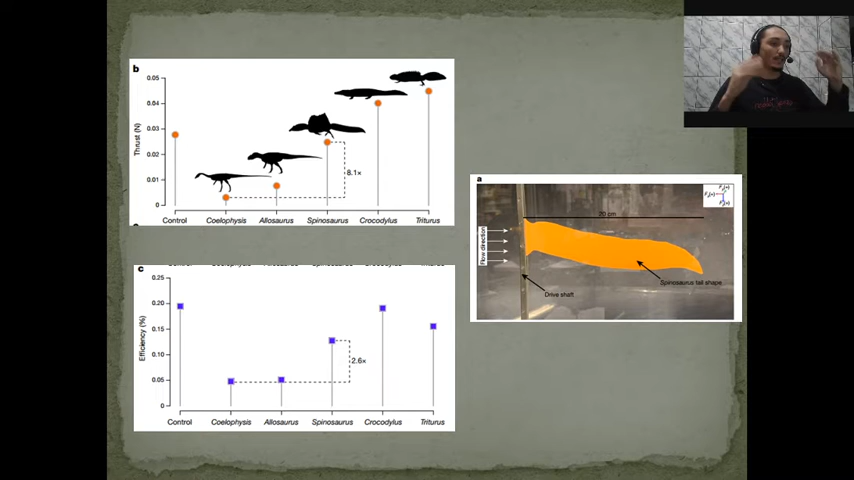 b
0.05
0.04
0.03
0.02
0.01
0
Thrust (N)
8.1×
Control Coelophysis Allosaurus Spinosaurus Crocodylus Triturus
c
0.25
0.20
0.15
0.10
0.05
0
Efficiency (%)
2.6×
Control Coelophysis Allosaurus Spinosaurus Crocodylus Triturus
a
20 cm
Flow direction
Spinosaurus tail shape
Drive shaft